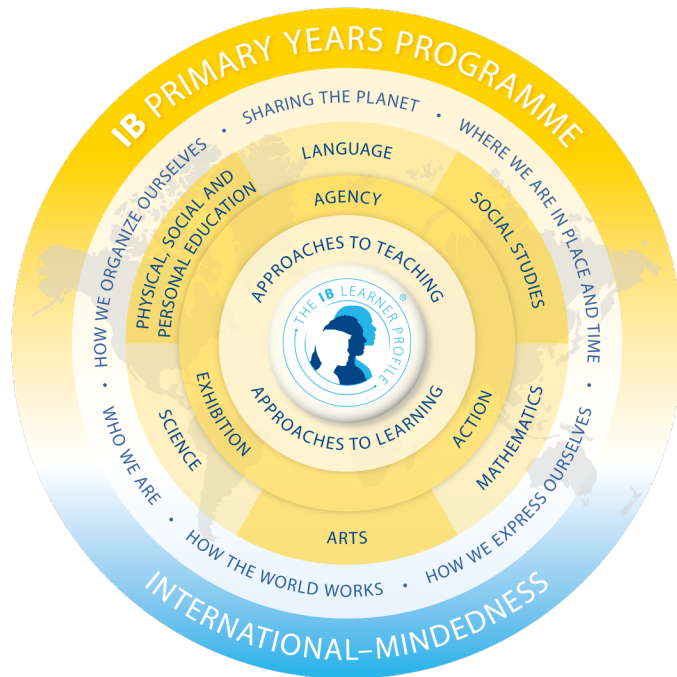 IB PRIMARY YEARS PROGRAMME
SHARING THE PLANET
•
WHERE WE ARE IN PLACE AND TIME
•
HOW WE EXPRESS OURSELVES
•
HOW THE WORLD WORKS
•
WHO WE ARE
•
HOW WE ORGANIZE OURSELVES
•
LANGUAGE
SOCIAL STUDIES
MATHEMATICS
ARTS
SCIENCE
PHYSICAL, SOCIAL AND
PERSONAL EDUCATION
AGENCY
ACTION
EXHIBITION
APPROACHES TO TEACHING
APPROACHES TO LEARNING
• THE IB LEARNER PROFILE • ®
INTERNATIONAL–MINDEDNESS